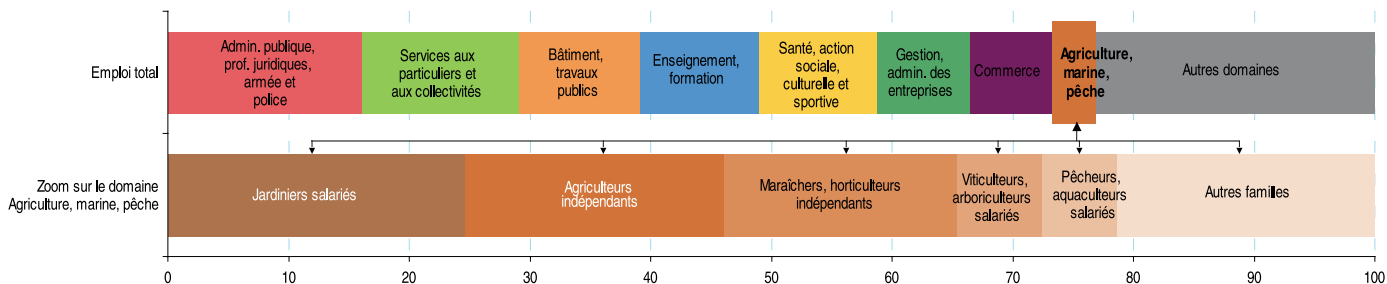 Emploi total
Admin. publique,
prof. juridiques,
armée et
police
Services aux
particuliers et
aux collectivités
Bâtiment,
travaux
publics
Enseignement,
formation
Santé, action
sociale,
culturelle et
sportive
Gestion,
admin. des
entreprises
Commerce
Agriculture,
marine,
pêche
Autres domaines
Zoom sur le domaine
Agriculture, marine, pêche
Jardiniers salariés
Agriculteurs
indépendants
Maraîchers, horticulteurs
indépendants
Viticulteurs,
arboriculteurs
salariés
Pêcheurs,
aquaculteurs
salariés
Autres familles
0 10 20 30 40 50 60 70 80 90 100